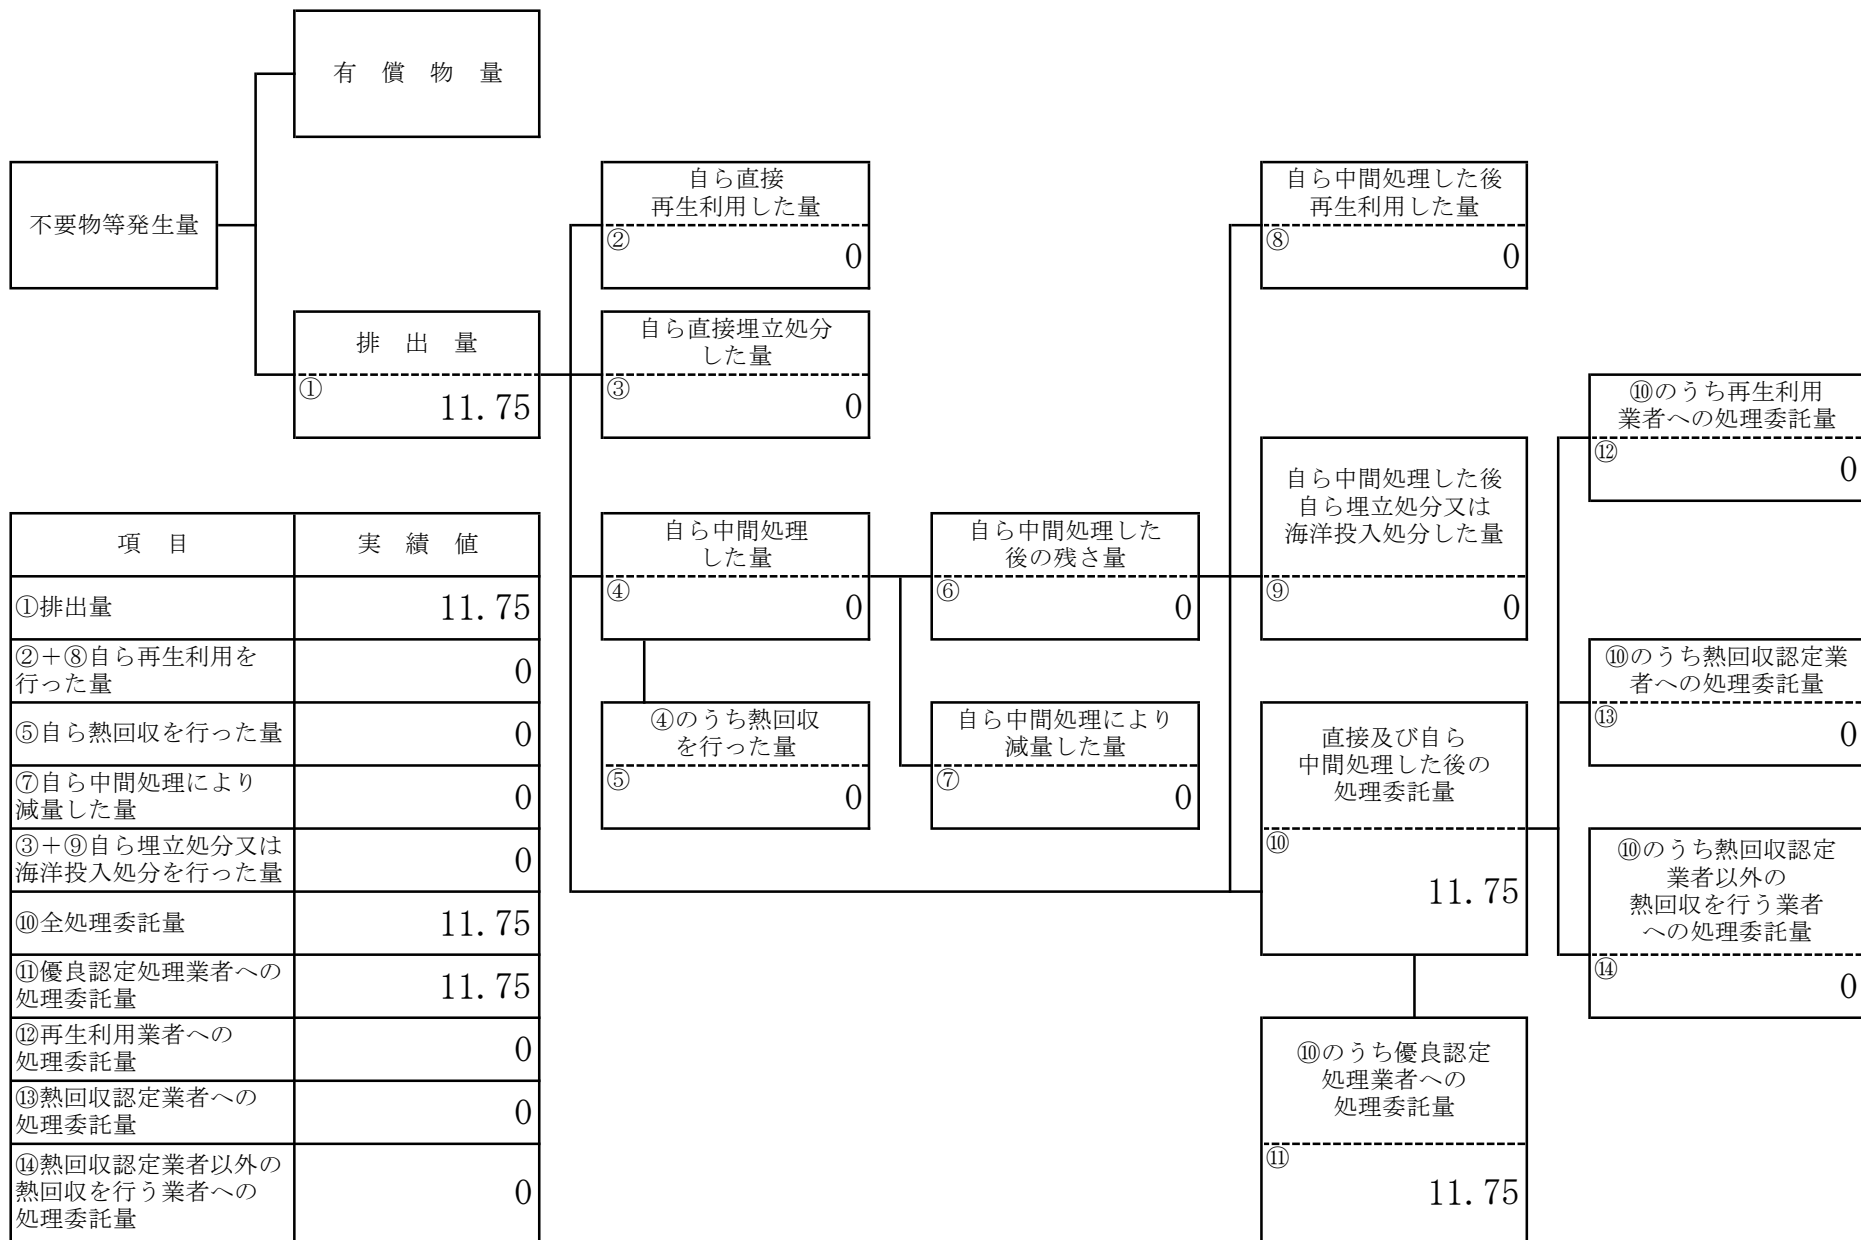 有 償 物 量
不要物等発生量
排 出 量
①
11.75
自ら直接
再生利用した量
②
0
自ら直接埋立処分
した量
③
0
自ら中間処理
した量
④
0
④のうち熱回収
を行った量
⑤
0
自ら中間処理した
後の残さ量
⑥
0
自ら中間処理により
減量した量
⑦
0
自ら中間処理した後
再生利用した量
⑧
0
自ら中間処理した後
自ら埋立処分又は
海洋投入処分した量
⑨
0
直接及び自ら
中間処理した後の
処理委託量
⑩
11.75
⑩のうち優良認定
処理業者への
処理委託量
⑪
11.75
⑩のうち再生利用
業者への処理委託量
⑫
0
⑩のうち熱回収認定業
者への処理委託量
⑬
0
⑩のうち熱回収認定
業者以外の
熱回収を行う業者
への処理委託量
⑭
0
項 目 実 績 値
①排出量 11.75
②+⑧自ら再生利用を
行った量 0
⑤自ら熱回収を行った量 0
⑦自ら中間処理により
減量した量 0
③+⑨自ら埋立処分又は
海洋投入処分を行った量 0
⑩全処理委託量 11.75
⑪優良認定処理業者への
処理委託量 11.75
⑫再生利用業者への
処理委託量 0
⑬熱回収認定業者への
処理委託量 0
⑭熱回収認定業者以外の
熱回収を行う業者への
処理委託量 0